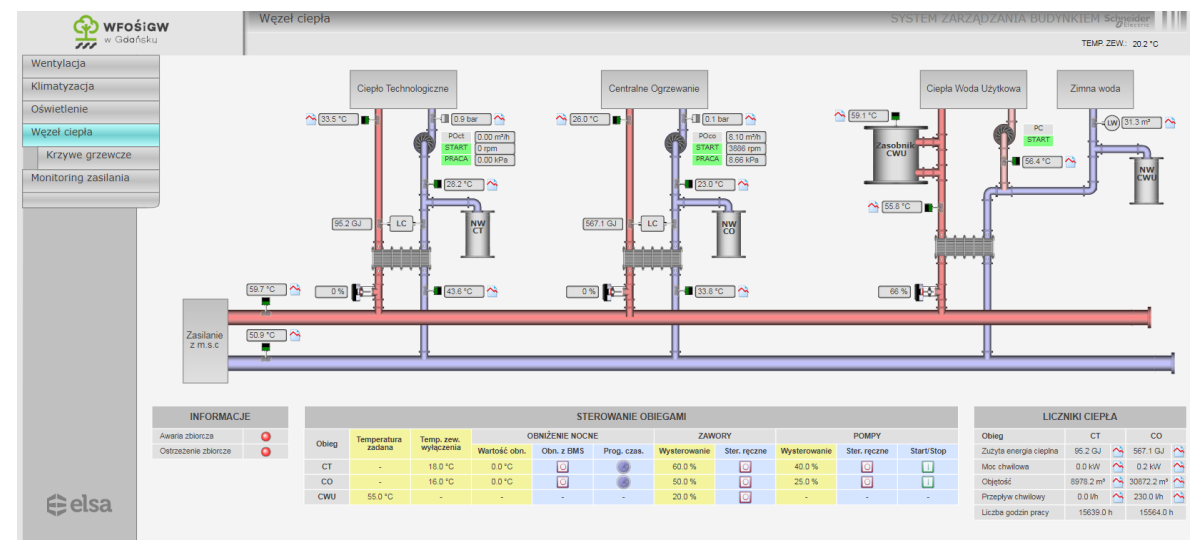 WFOŚiGW
w Gdańsku
Węzeł ciepła
SYSTEM ZARZĄDZANIA BUDYNKIEM Schneider Electric
TEMP. ZEW.: 20.2 °C
Wentylacja
Klimatyzacja
Oświetlenie
Węzeł ciepła
Krzywe grzewcze
Monitoring zasilania
Ciepło Technologiczne
Centralne Ogrzewanie
Ciepła Woda Użytkowa
Zimna woda
33.5 °C
0.9 bar
26.0 °C
0.1 bar
59.1 °C
LW
31.3 m³
POct 0.00 m³/h
START 0 rpm
PRACA 0.00 kPa
POco 8.10 m³/h
START 3886 rpm
PRACA 8.66 kPa
Zasobnik
CWU
PC
START
56.4 °C
NW
CWU
28.2 °C
23.0 °C
55.8 °C
95.2 GJ
LC
NW
CT
567.1 GJ
LC
NW
CO
59.7 °C
0 %
43.6 °C
0 %
33.8 °C
66 %
Zasilanie
z m.s.c
50.9 °C
INFORMACJE
Awaria zbiorcza
Ostrzeżenie zbiorcze
STEROWANIE OBIEGAMI
Obieg Temperatura zadana Temp. zew. wyłączenia OBNIŻENIE NOCNE ZAWORY POMPY
Wartość obn. Obn. z BMS Prog. czas. Wysterowanie Ster. ręczne Wysterowanie Ster. ręczne Start/Stop
CT - 18.0 °C 0.0 °C 60.0 % 40.0 %
CO - 16.0 °C 0.0 °C 50.0 % 25.0 %
CWU 55.0 °C - - - - 20.0 % - - -
LICZNIKI CIEPŁA
Obieg CT CO
Zużyta energia cieplna 95.2 GJ 567.1 GJ
Moc chwilowa 0.0 kW 0.2 kW
Objętość 8978.2 m³ 30872.2 m³
Przepływ chwilowy 0.0 l/h 230.0 l/h
Liczba godzin pracy 15639.0 h 15564.0 h
elsa